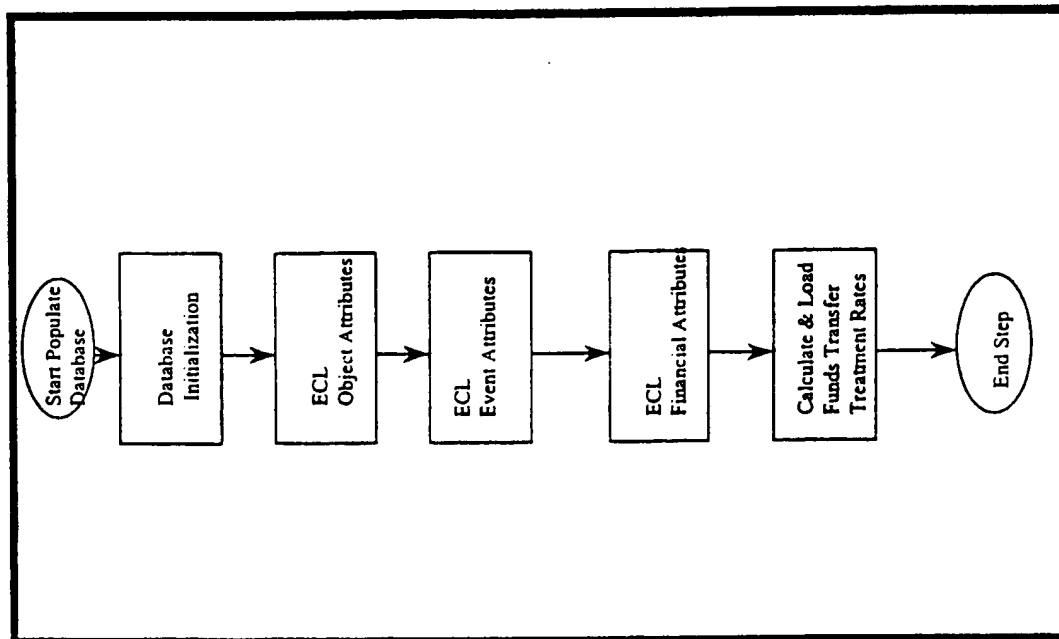 Start Populate
Database
Database
Initialization
ECL
Object Attributes
ECL
Event Attributes
ECL
Financial Attributes
Calculate & Load
Funds Transfer
Treatment Rates
End Step